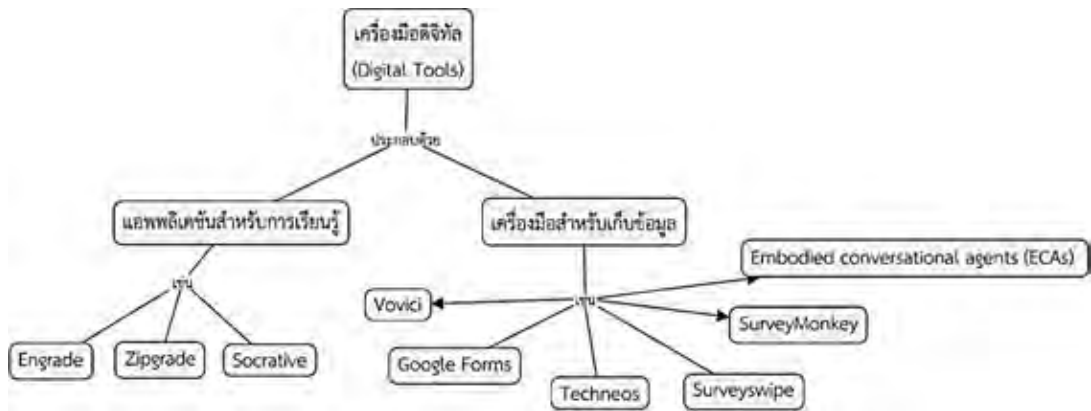 เครื่องมือดิจิทัล
(Digital Tools)
ประกอบด้วย
แอพพลิเคชันสำหรับการเรียนรู้
เครื่องมือสำหรับเก็บข้อมูล
เช่น
Engrade
Zipgrade
Socrative
เช่น
Embodied conversational agents (ECAs)
Vovici
SurveyMonkey
Google Forms
Techneos
Surveyswipe